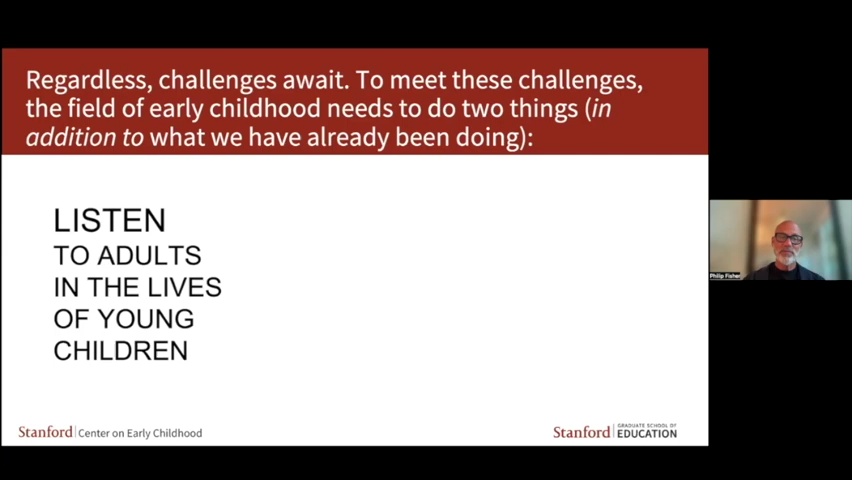 Regardless, challenges await. To meet these challenges,
the field of early childhood needs to do two things (in
addition to what we have already been doing):
LISTEN
TO ADULTS
IN THE LIVES
OF YOUNG
CHILDREN
Philip Fisher
Stanford Center on Early Childhood
Stanford GRADUATE SCHOOL OF
EDUCATION